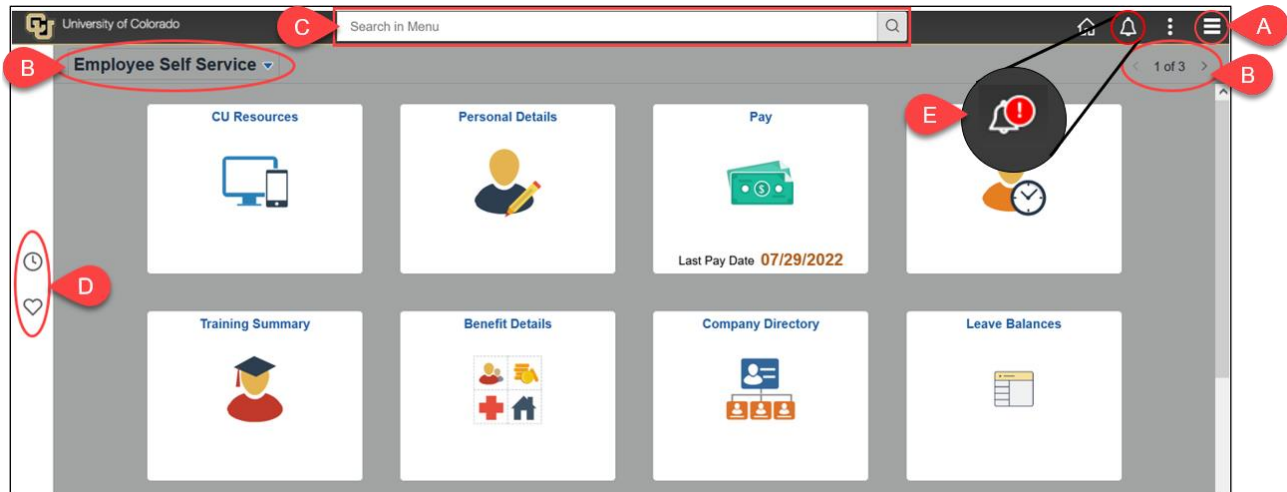 University of Colorado
C
Search in Menu
A
B
Employee Self Service
1 of 3
B
CU Resources
Personal Details
Pay
E
Last Pay Date 07/29/2022
D
Training Summary
Benefit Details
Company Directory
Leave Balances